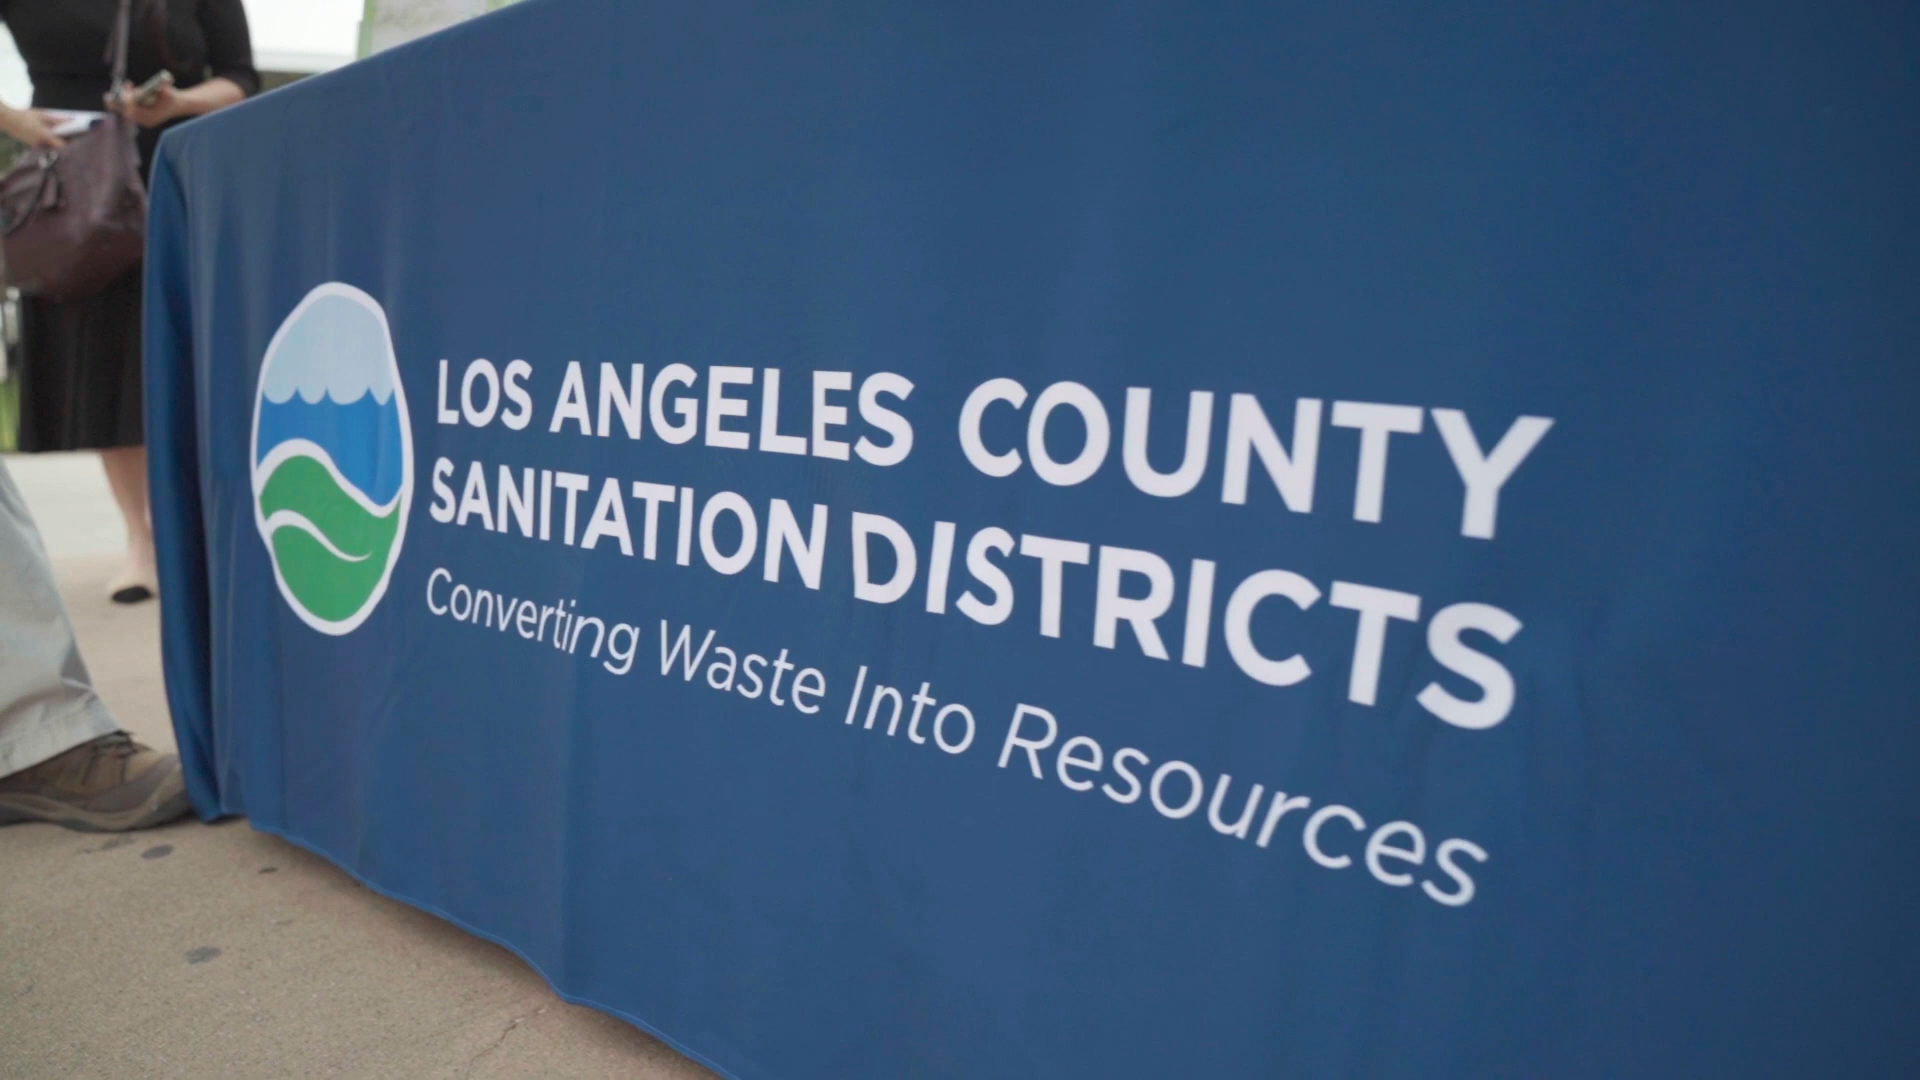 LOS ANGELES COUNTY
SANITATION DISTRICTS
Converting Waste Into Resources